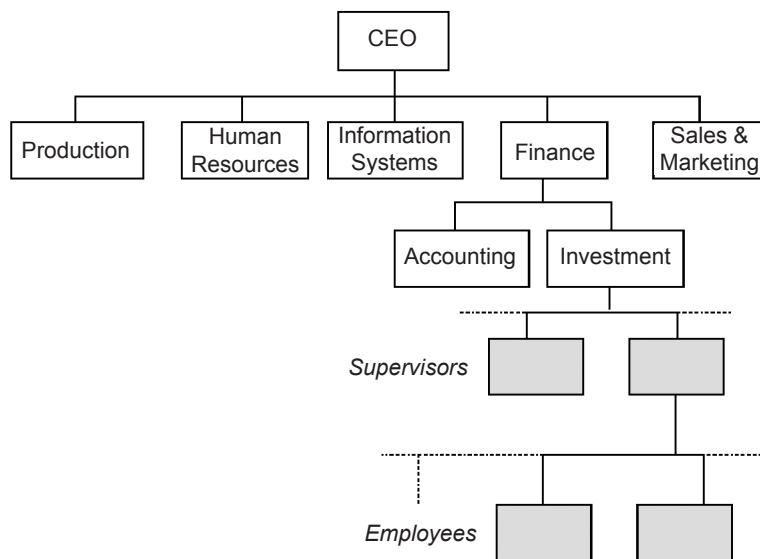 CEO
Production
Human
Resources
Information
Systems
Finance
Sales &
Marketing
Accounting
Investment
Supervisors
Employees